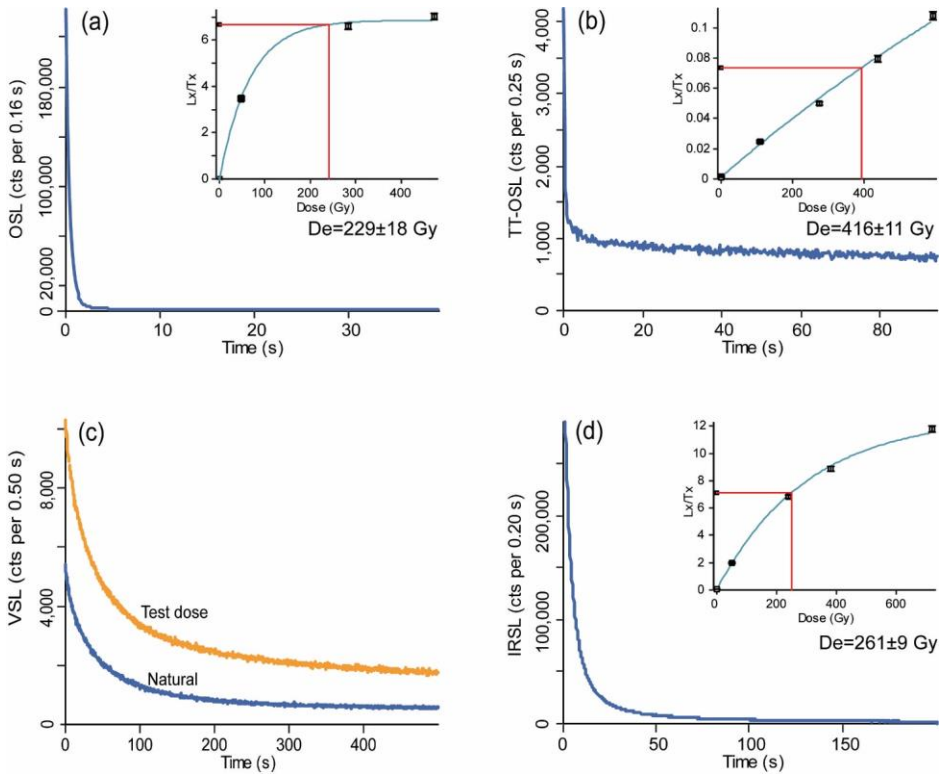 (a)
OSL (cts per 0.16 s)
0 20,000 100,000 180,000
0 10 20 30
Time (s)
Lx/Tx
0 1 2 4 6
0 100 200 300 400
Dose (Gy)
De=229±18 Gy
(b)
TT-OSL (cts per 0.25 s)
0 1,000 2,000 3,000 4,000
0 20 40 60 80
Time (s)
Lx/Tx
0 0.02 0.04 0.06 0.08 0.1
0 200 400 600
Dose (Gy)
De=416±11 Gy
(c)
VSL (cts per 0.50 s)
0 4,000 8,000
Test dose
Natural
0 100 200 300 400
Time (s)
(d)
IRSL (cts per 0.20 s)
0 100,000 200,000
0 50 100 150
Time (s)
Lx/Tx
0 2 4 6 8 10 12
0 200 400 600
Dose (Gy)
De=261±9 Gy